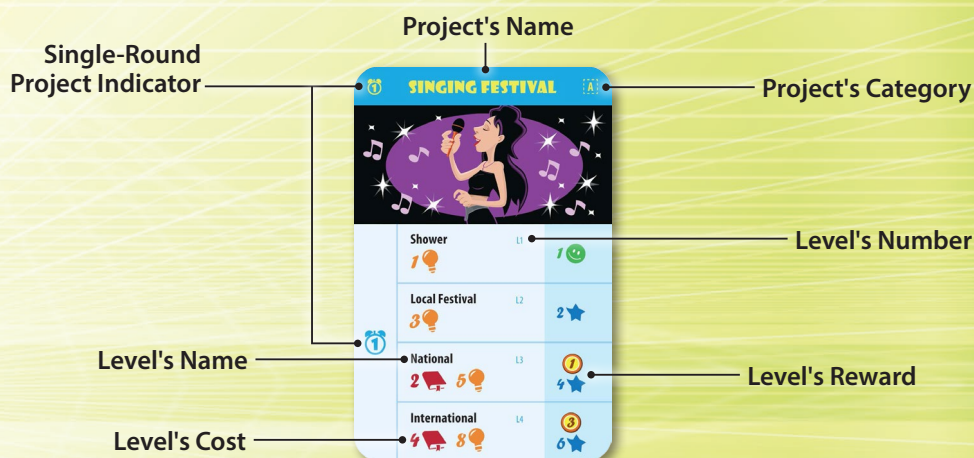 Project's Name
Single-Round
Project Indicator
1 SINGING FESTIVAL A
Project's Category
Shower L1
1 1
Level's Number
Local Festival L2
3 2
1
Level's Name
National L3
2 5 1
4
Level's Reward
International L4
4 8 3
6
Level's Cost